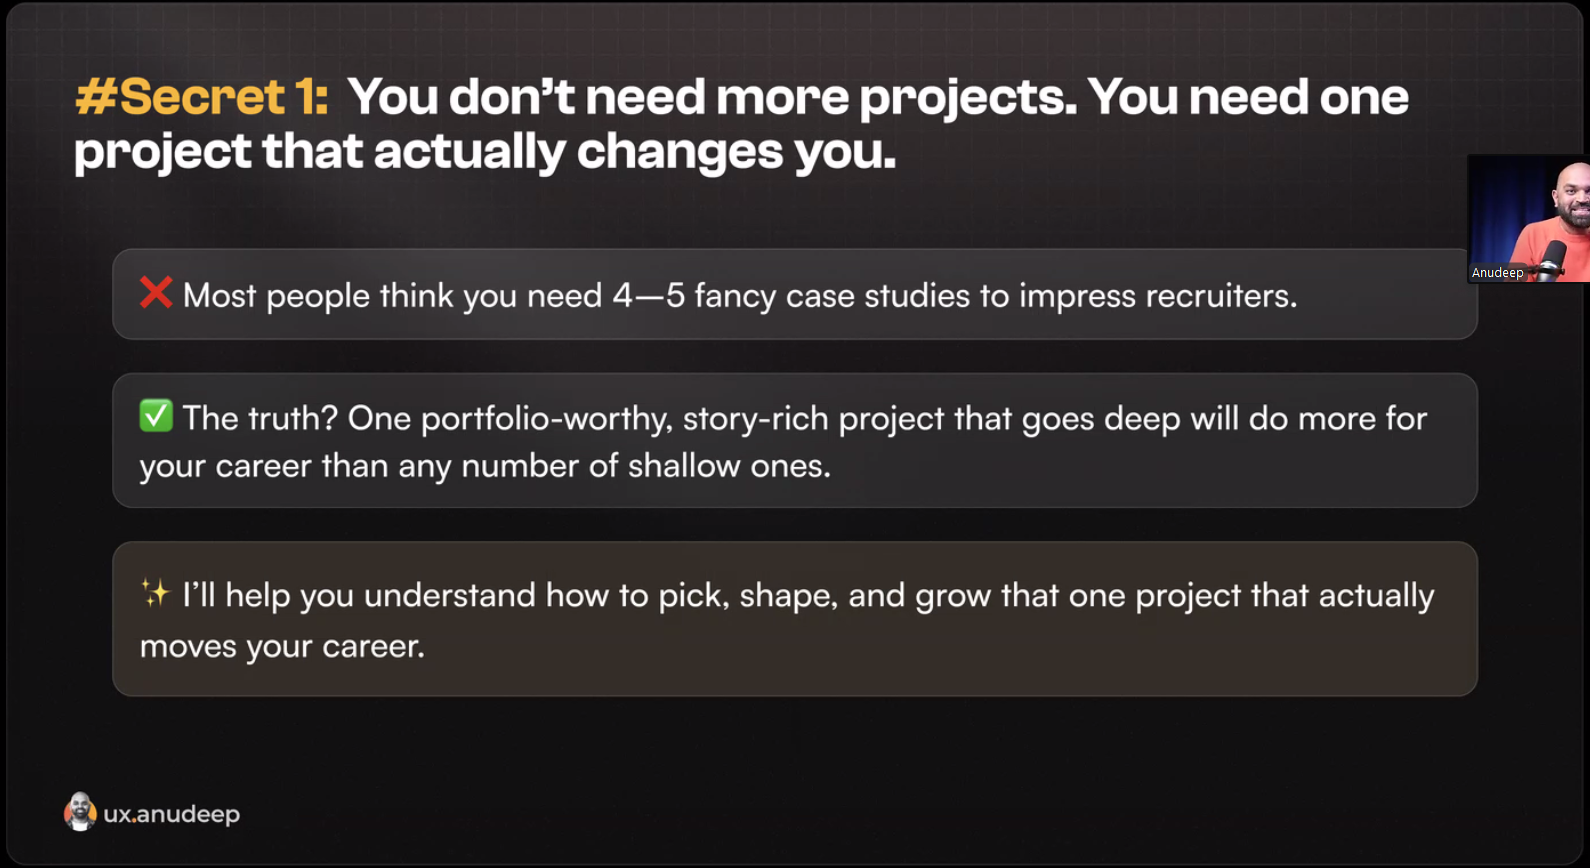 #Secret 1: You don’t need more projects. You need one
project that actually changes you.
❌ Most people think you need 4—5 fancy case studies to impress recruiters.
✅ The truth? One portfolio-worthy, story-rich project that goes deep will do more for
your career than any number of shallow ones.
✨ I’ll help you understand how to pick, shape, and grow that one project that actually
moves your career.
Anudeep
ux.anudeep